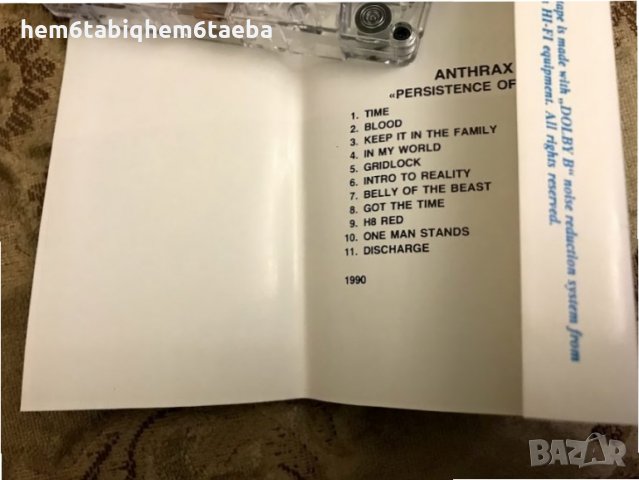 hem6tabiqhem6taeba
ANTHRAX
«PERSISTENCE OF
1. TIME
2. BLOOD
3. KEEP IT IN THE FAMILY
4. IN MY WORLD
5. GRIDLOCK
6. INTRO TO REALITY
7. BELLY OF THE BEAST
8. GOT THE TIME
9. H8 RED
10. ONE MAN STANDS
11. DISCHARGE
1990
tape is made with „DOLBY B“ noise reduction system from
HI-FI equipment. All rights reserved.
BAZAR